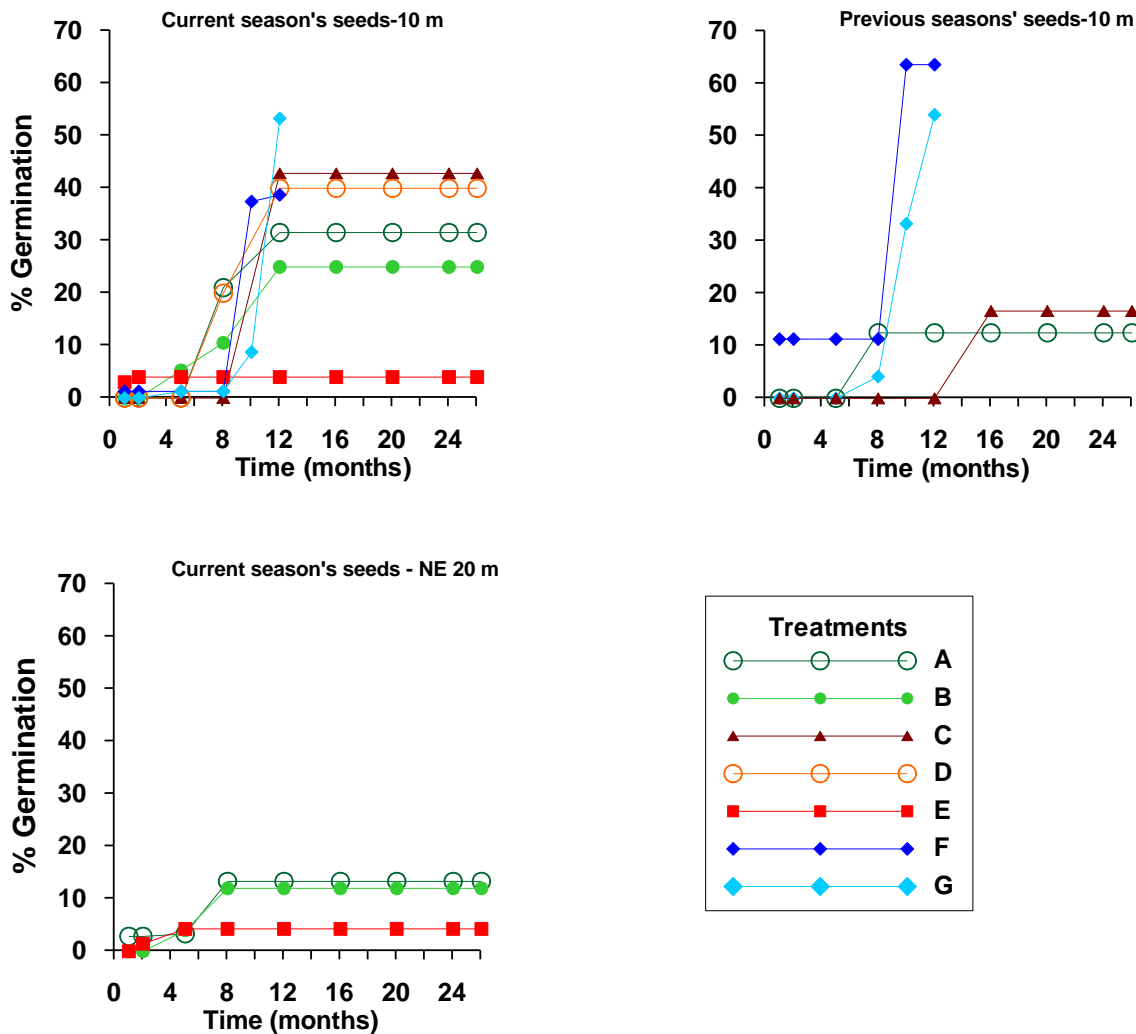 Current season's seeds-10 m
70
60
50
40
30
20
10
0
% Germination
0 4 8 12 16 20 24
Time (months)
Previous seasons' seeds-10 m
70
60
50
40
30
20
10
0
0 4 8 12 16 20 24
Time (months)
Current season's seeds - NE 20 m
70
60
50
40
30
20
10
0
% Germination
0 4 8 12 16 20 24
Time (months)
Treatments
A
B
C
D
E
F
G